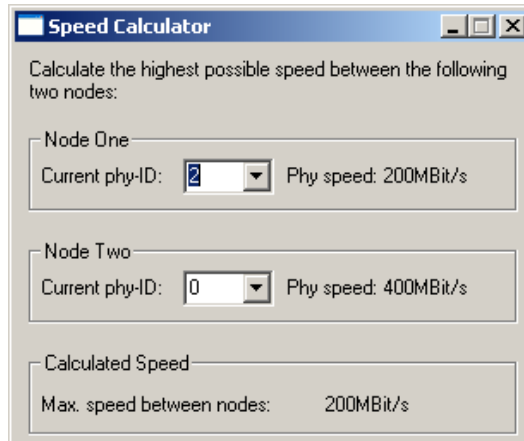 Speed Calculator
Calculate the highest possible speed between the following
two nodes:
Node One
Current phy-ID: 2 Phy speed: 200MBit/s
Node Two
Current phy-ID: 0 Phy speed: 400MBit/s
Calculated Speed
Max. speed between nodes: 200MBit/s